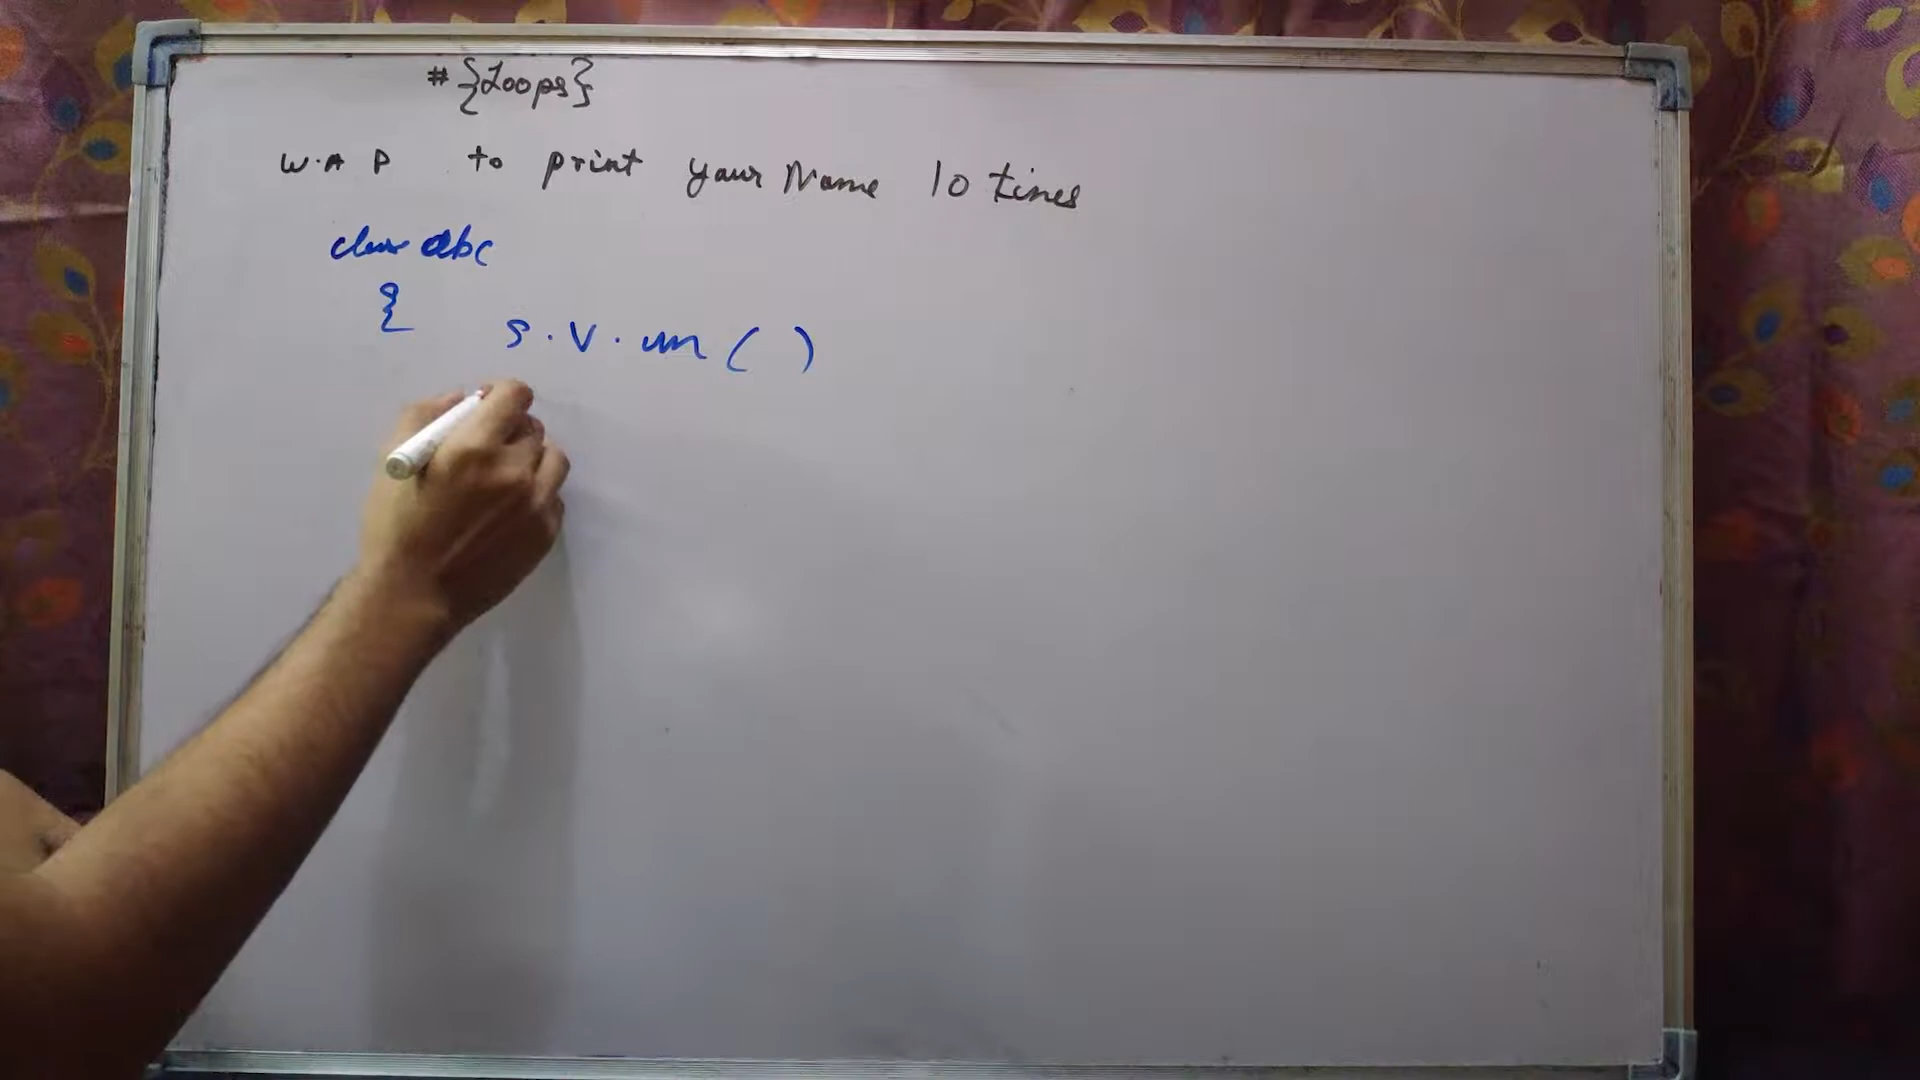 # {Loops}
W.A P to print your Name 10 times
class abc
{ S.V.m( )